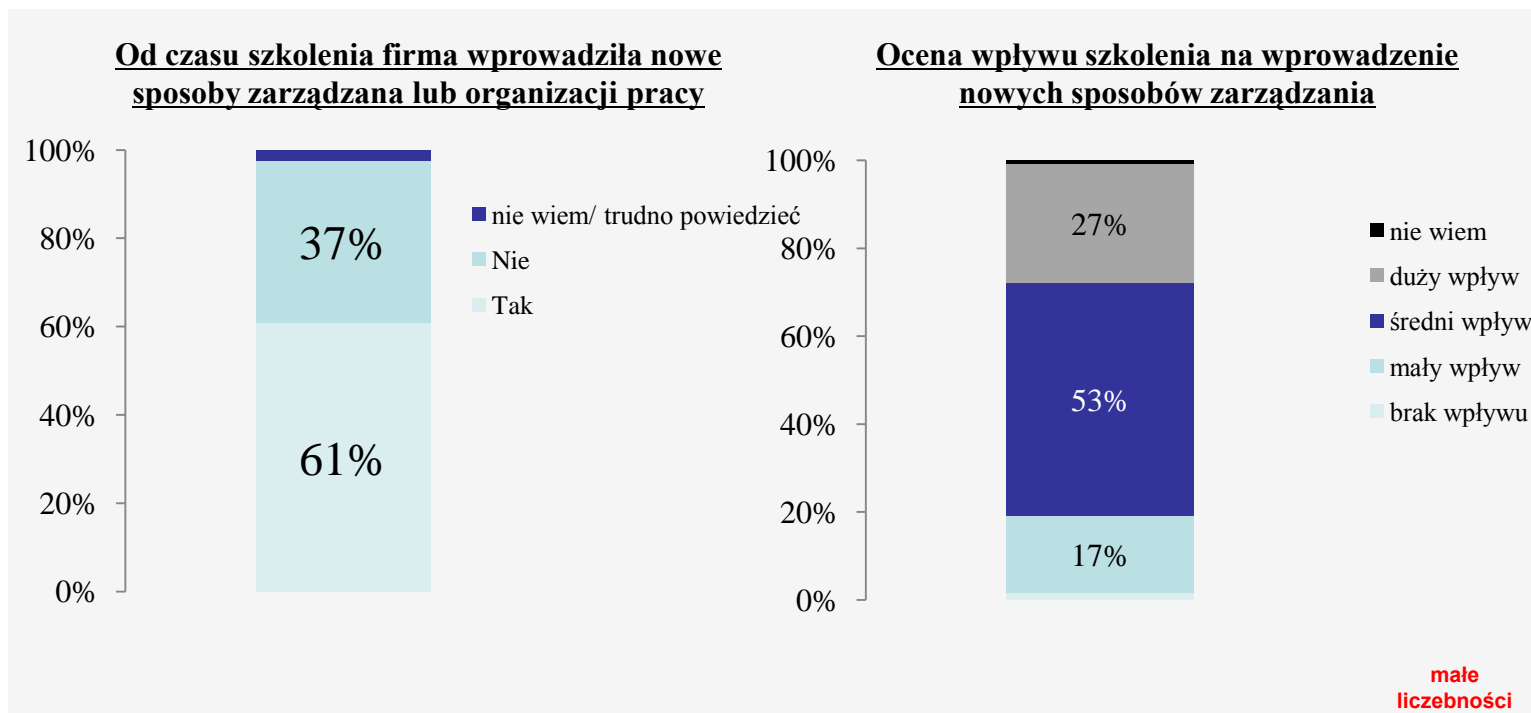 Od czasu szkolenia firma wprowadziła nowe
sposoby zarządzana lub organizacji pracy
100%
80%
60%
40%
20%
0%
37%
61%
nie wiem/ trudno powiedzieć
Nie
Tak
Ocena wpływu szkolenia na wprowadzenie
nowych sposobów zarządzania
100%
80%
60%
40%
20%
0%
27%
53%
17%
nie wiem
duży wpływ
średni wpływ
mały wpływ
brak wpływu
małe
liczebności